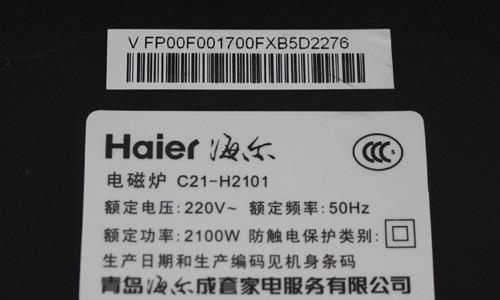 V FP00F001700FXB5D2276
Haier 海尔
CCC
电磁炉 C21-H2101
额定电压:220V~ 额定频率:50Hz
额定功率:2100W 防触电保护类别:
生产日期和生产编码见机身条码
青岛海尔成套家电服务有限公司